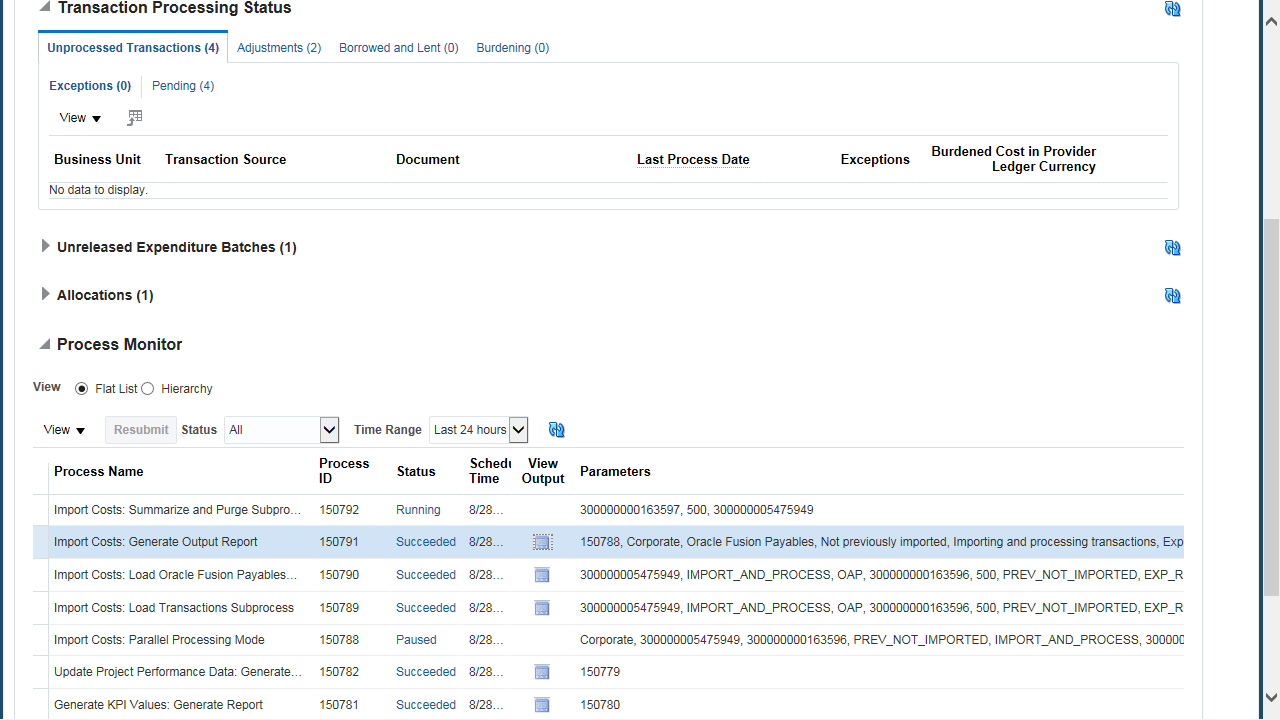 Transaction Processing Status
Unprocessed Transactions (4) Adjustments (2) Borrowed and Lent (0) Burdening (0)
Exceptions (0) Pending (4)
View
Business Unit Transaction Source Document Last Process Date Exceptions Burdened Cost in Provider Ledger Currency
No data to display.
Unreleased Expenditure Batches (1)
Allocations (1)
Process Monitor
View Flat List Hierarchy
View Resubmit Status All Time Range Last 24 hours
Process Name Process ID Status Schedu Time View Output Parameters
Import Costs: Summarize and Purge Subpro... 150792 Running 8/28... 300000000163597, 500, 300000005475949
Import Costs: Generate Output Report 150791 Succeeded 8/28... 150788, Corporate, Oracle Fusion Payables, Not previously imported, Importing and processing transactions, Exp
Import Costs: Load Oracle Fusion Payables... 150790 Succeeded 8/28... 300000005475949, IMPORT_AND_PROCESS, OAP, 300000000163596, 500, PREV_NOT_IMPORTED, EXP_R
Import Costs: Load Transactions Subprocess 150789 Succeeded 8/28... 300000005475949, IMPORT_AND_PROCESS, OAP, 300000000163596, 500, PREV_NOT_IMPORTED, EXP_R
Import Costs: Parallel Processing Mode 150788 Paused 8/28... Corporate, 300000005475949, 300000000163596, PREV_NOT_IMPORTED, IMPORT_AND_PROCESS, 300000
Update Project Performance Data: Generate... 150782 Succeeded 8/28... 150779
Generate KPI Values: Generate Report 150781 Succeeded 8/28... 150780